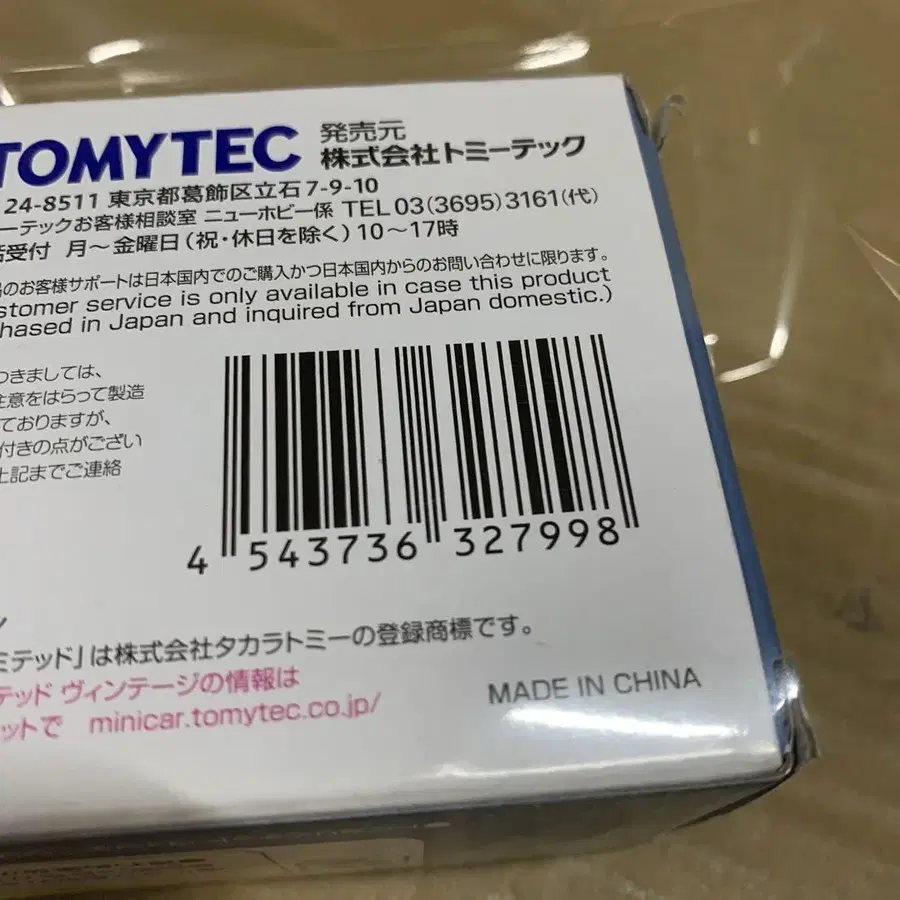 TOMYTEC 発売元
株式会社トミーテック
124-8511 東京都葛飾区立石7-9-10
ーテックお客様相談室 ニューホビー係 TEL 03(3695)3161(代)
話受付 月〜金曜日(祝・休日を除く)10〜17時
のお客様サポートは日本国内でのご購入かつ日本国内からのお問い合わせに限ります。
stomer service is only available in case this product
hased in Japan and inquired from Japan domestic.)
つきましては、
注意をはらって製造
ておりますが、
付きの点がござい
上記までご連絡
4 543736 327998
ミテッド」は株式会社タカラトミーの登録商標です。
テッド ヴィンテージの情報は
ットで minicar.tomytec.co.jp/
MADE IN CHINA